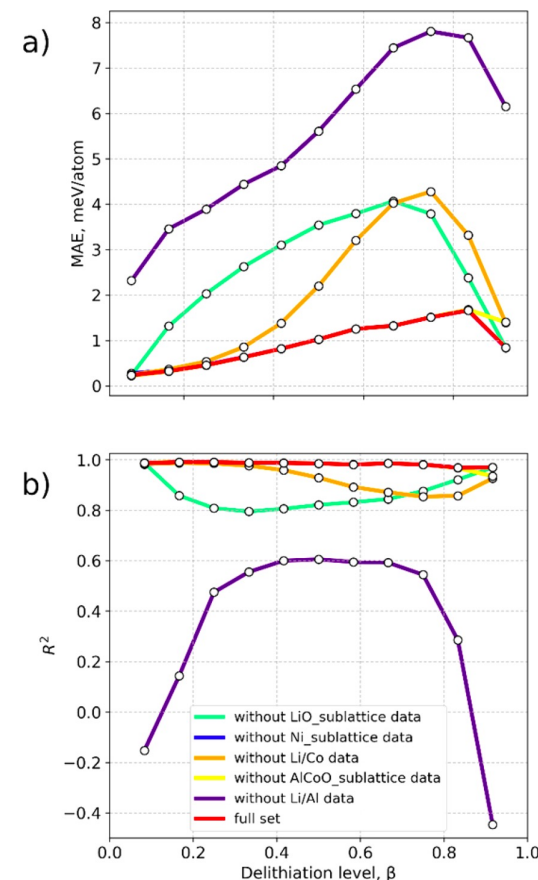 a)
8
7
6
5
4
3
2
1
0
MAE, meV/atom
b)
1.0
0.8
0.6
0.4
0.2
0.0
−0.2
−0.4
R²
without LiO_sublattice data
without Ni_sublattice data
without Li/Co data
without AlCoO_sublattice data
without Li/Al data
full set
0.0 0.2 0.4 0.6 0.8 1.0
Delithiation level, β